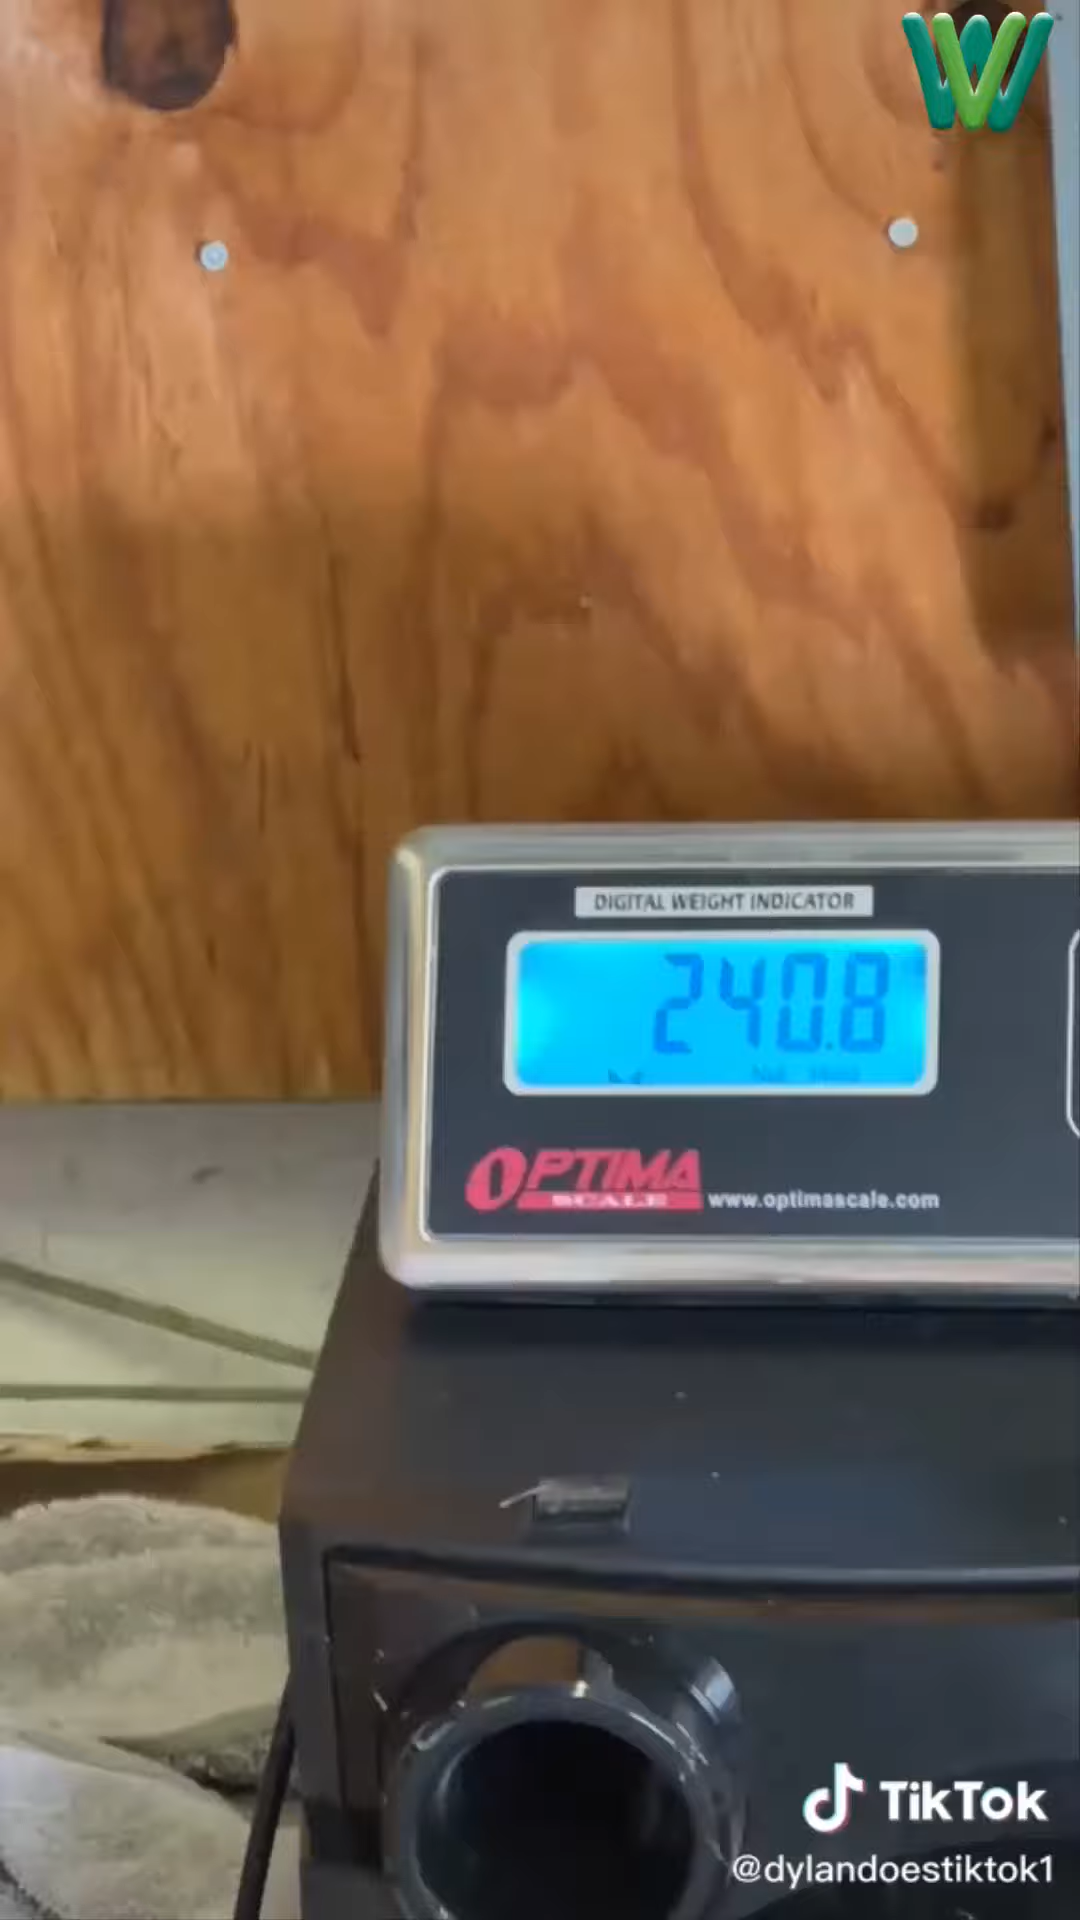 W
DIGITAL WEIGHT INDICATOR
240.8
OPTIMA
SCALE
www.optimascale.com
TikTok
@dylandoestiktok1